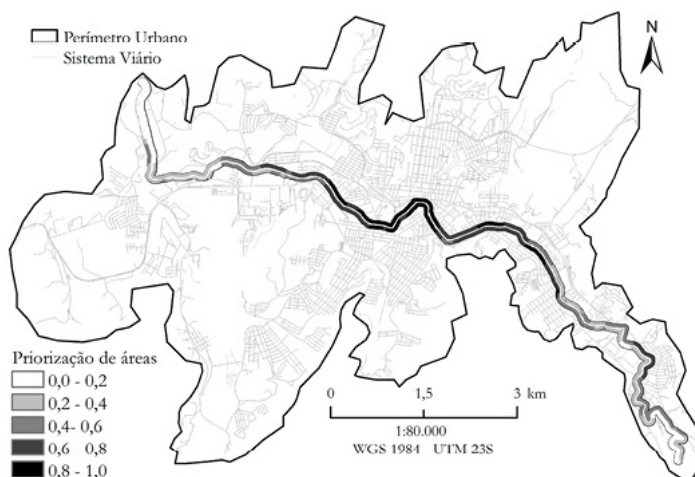 N
Perímetro Urbano
Sistema Viário
Priorização de áreas
0,0 - 0,2
0,2 - 0,4
0,4- 0,6
0,6 - 0,8
0,8 - 1,0
0 1,5 3 km
1:80.000
WGS 1984 UTM 23S